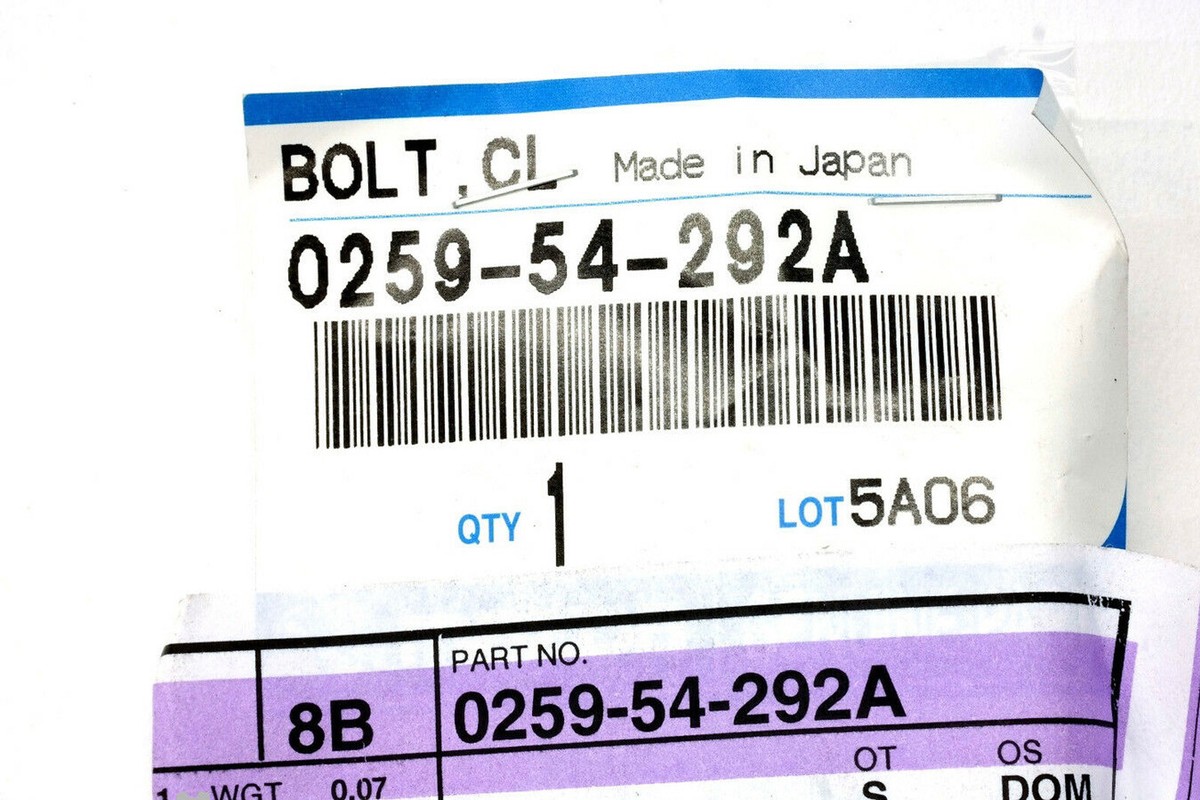 BOLT,CL Made in Japan
0259-54-292A
QTY 1 LOT 5A06
PART NO.
8B 0259-54-292A
WGT 0.07 OT OS
S DOM